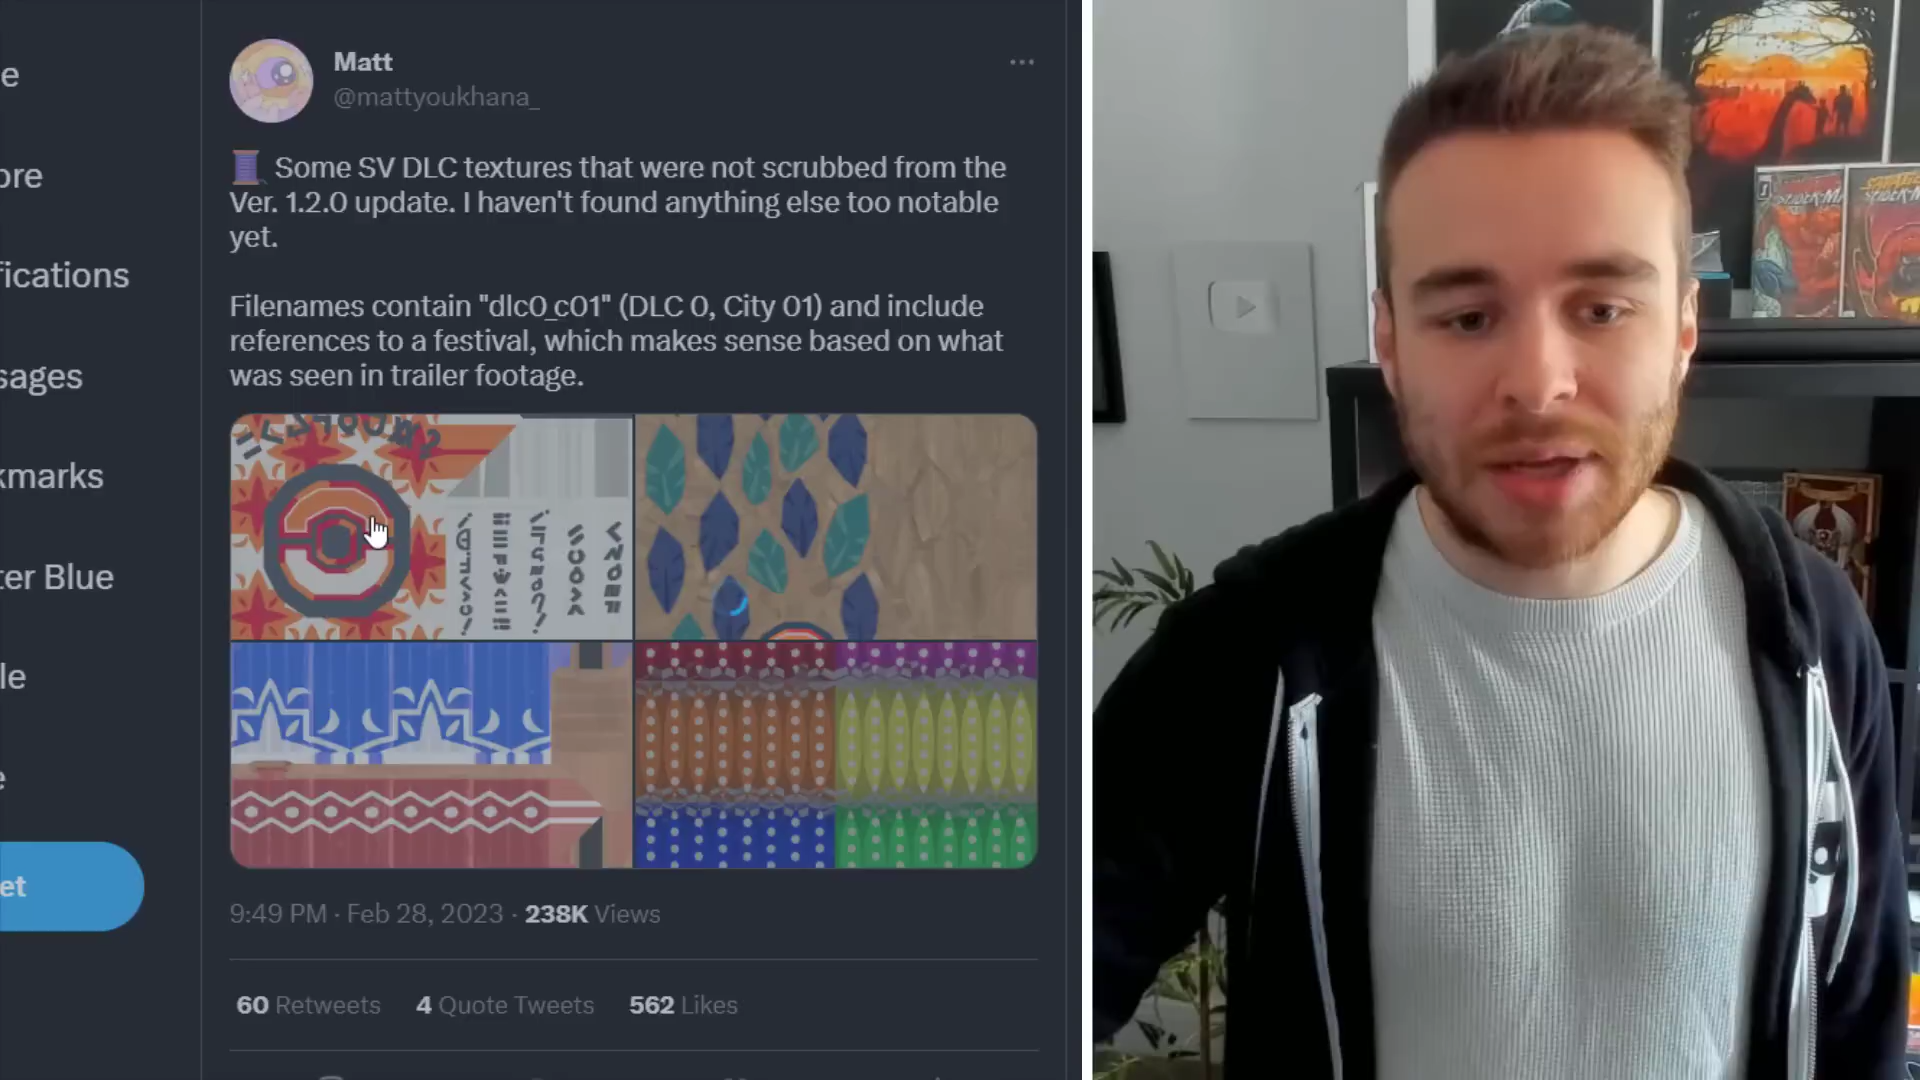 e
ore
fications
sages
kmarks
ter Blue
le
e
et
Matt
@mattyoukhana_
Some SV DLC textures that were not scrubbed from the
Ver. 1.2.0 update. I haven't found anything else too notable
yet.
Filenames contain "dlc0_c01" (DLC 0, City 01) and include
references to a festival, which makes sense based on what
was seen in trailer footage.
9:49 PM · Feb 28, 2023 · 238K Views
60 Retweets 4 Quote Tweets 562 Likes